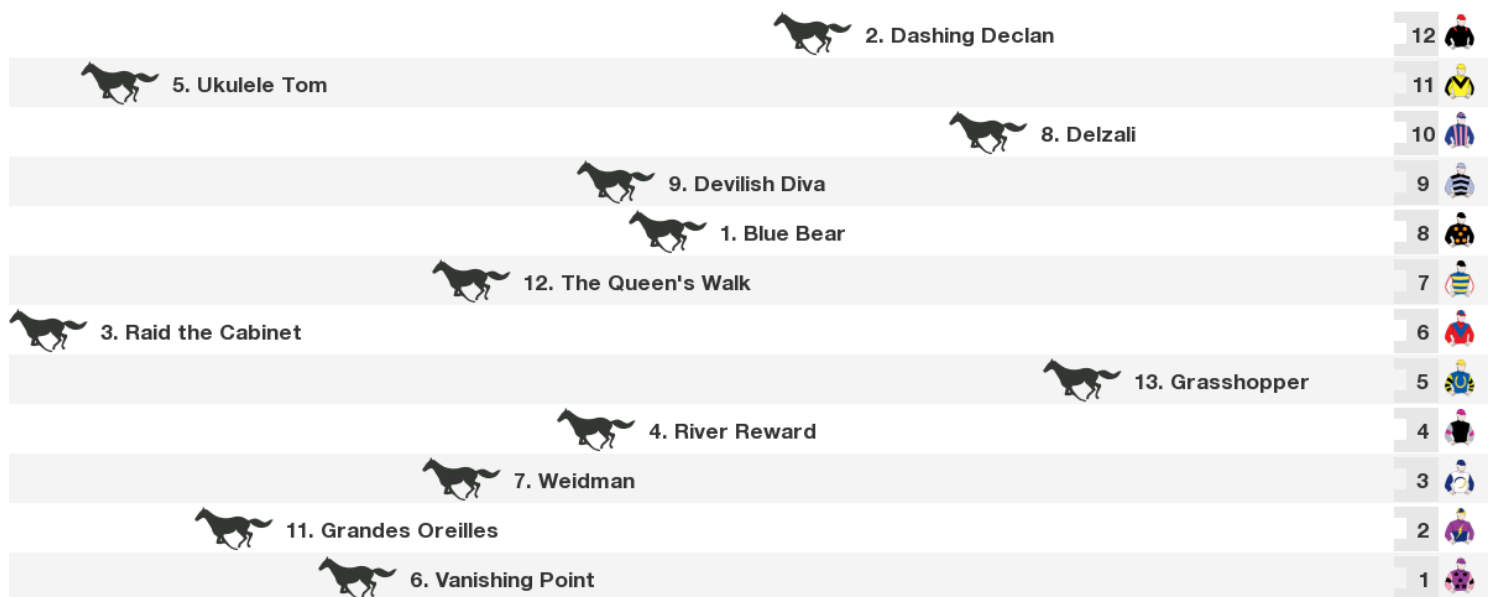 2. Dashing Declan 12
5. Ukulele Tom 11
8. Delzali 10
9. Devilish Diva 9
1. Blue Bear 8
12. The Queen's Walk 7
3. Raid the Cabinet 6
13. Grasshopper 5
4. River Reward 4
7. Weidman 3
11. Grandes Oreilles 2
6. Vanishing Point 1